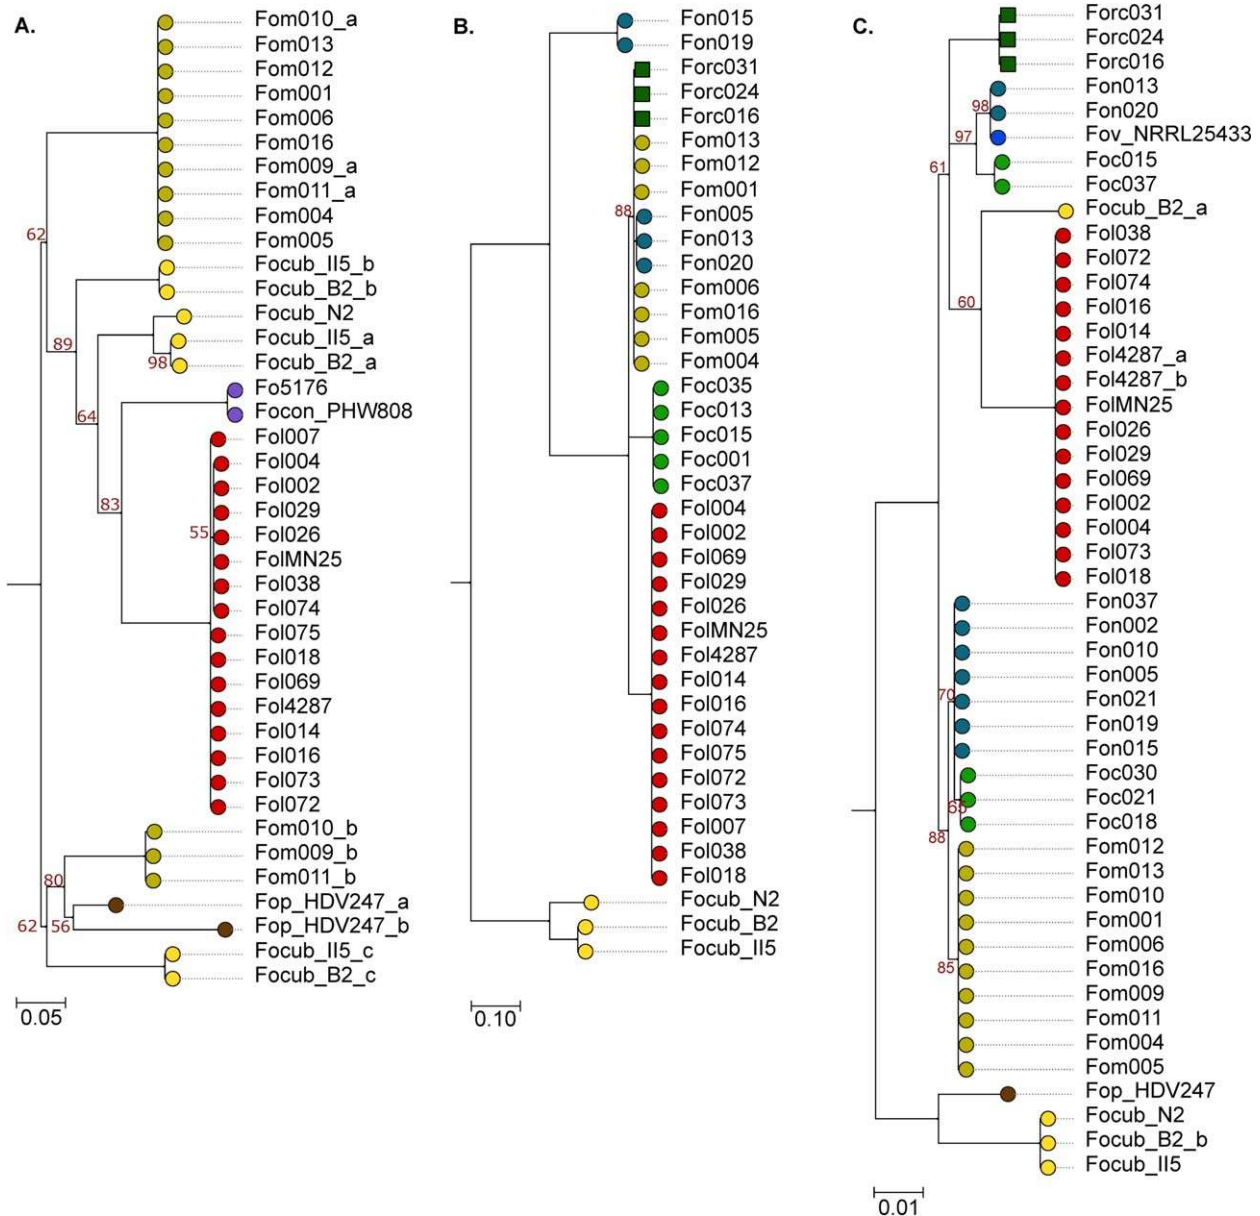 A.
Fom010_a
Fom013
Fom012
Fom001
Fom006
Fom016
Fom009_a
Fom011_a
Fom004
Fom005
62
Focub_II5_b
Focub_B2_b
Focub_N2
89
Focub_II5_a
98
Focub_B2_a
Fo5176
64
Focon_PHW808
Fol007
Fol004
Fol002
83
Fol029
55
Fol026
FolMN25
Fol038
Fol074
Fol075
Fol018
Fol069
Fol4287
Fol014
Fol016
Fol073
Fol072
Fom010_b
Fom009_b
80
Fom011_b
Fop_HDV247_a
62
56
Fop_HDV247_b
Focub_II5_c
Focub_B2_c
0.05
B.
Fon015
Fon019
Forc031
Forc024
Forc016
Fom013
Fom012
Fom001
88
Fon005
Fon013
Fon020
Fom006
Fom016
Fom005
Fom004
Foc035
Foc013
Foc015
Foc001
Foc037
Fol004
Fol002
Fol069
Fol029
Fol026
FolMN25
Fol4287
Fol014
Fol016
Fol074
Fol075
Fol072
Fol073
Fol007
Fol038
Fol018
Focub_N2
Focub_B2
Focub_II5
0.10
C.
Forc031
Forc024
Forc016
Fon013
98
Fon020
97
Fov_NRRL25433
61
Foc015
Foc037
Focub_B2_a
Fol038
Fol072
Fol074
60
Fol016
Fol014
Fol4287_a
Fol4287_b
FolMN25
Fol026
Fol029
Fol069
Fol002
Fol004
Fol073
Fol018
Fon037
Fon002
Fon010
Fon005
70
Fon021
Fon019
Fon015
Foc030
65
Foc021
Foc018
88
Fom012
Fom013
Fom010
Fom001
Fom006
85
Fom016
Fom009
Fom011
Fom004
Fom005
Fop_HDV247
Focub_N2
Focub_B2_b
Focub_II5
0.01